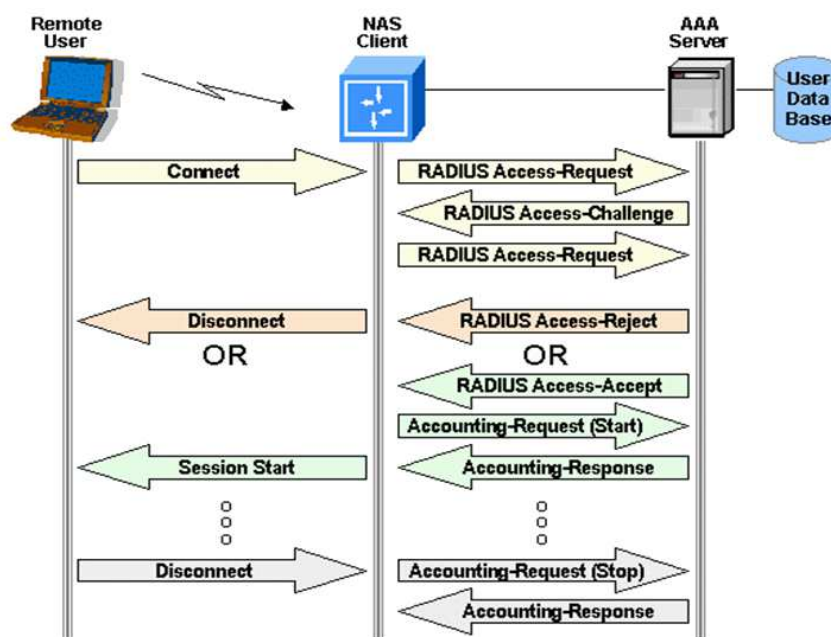 Remote
User
NAS
Client
AAA
Server
User
Data
Base
Connect
RADIUS Access-Request
RADIUS Access-Challenge
RADIUS Access-Request
Disconnect
RADIUS Access-Reject
OR
OR
RADIUS Access-Accept
Accounting-Request (Start)
Session Start
Accounting-Response
Disconnect
Accounting-Request (Stop)
Accounting-Response